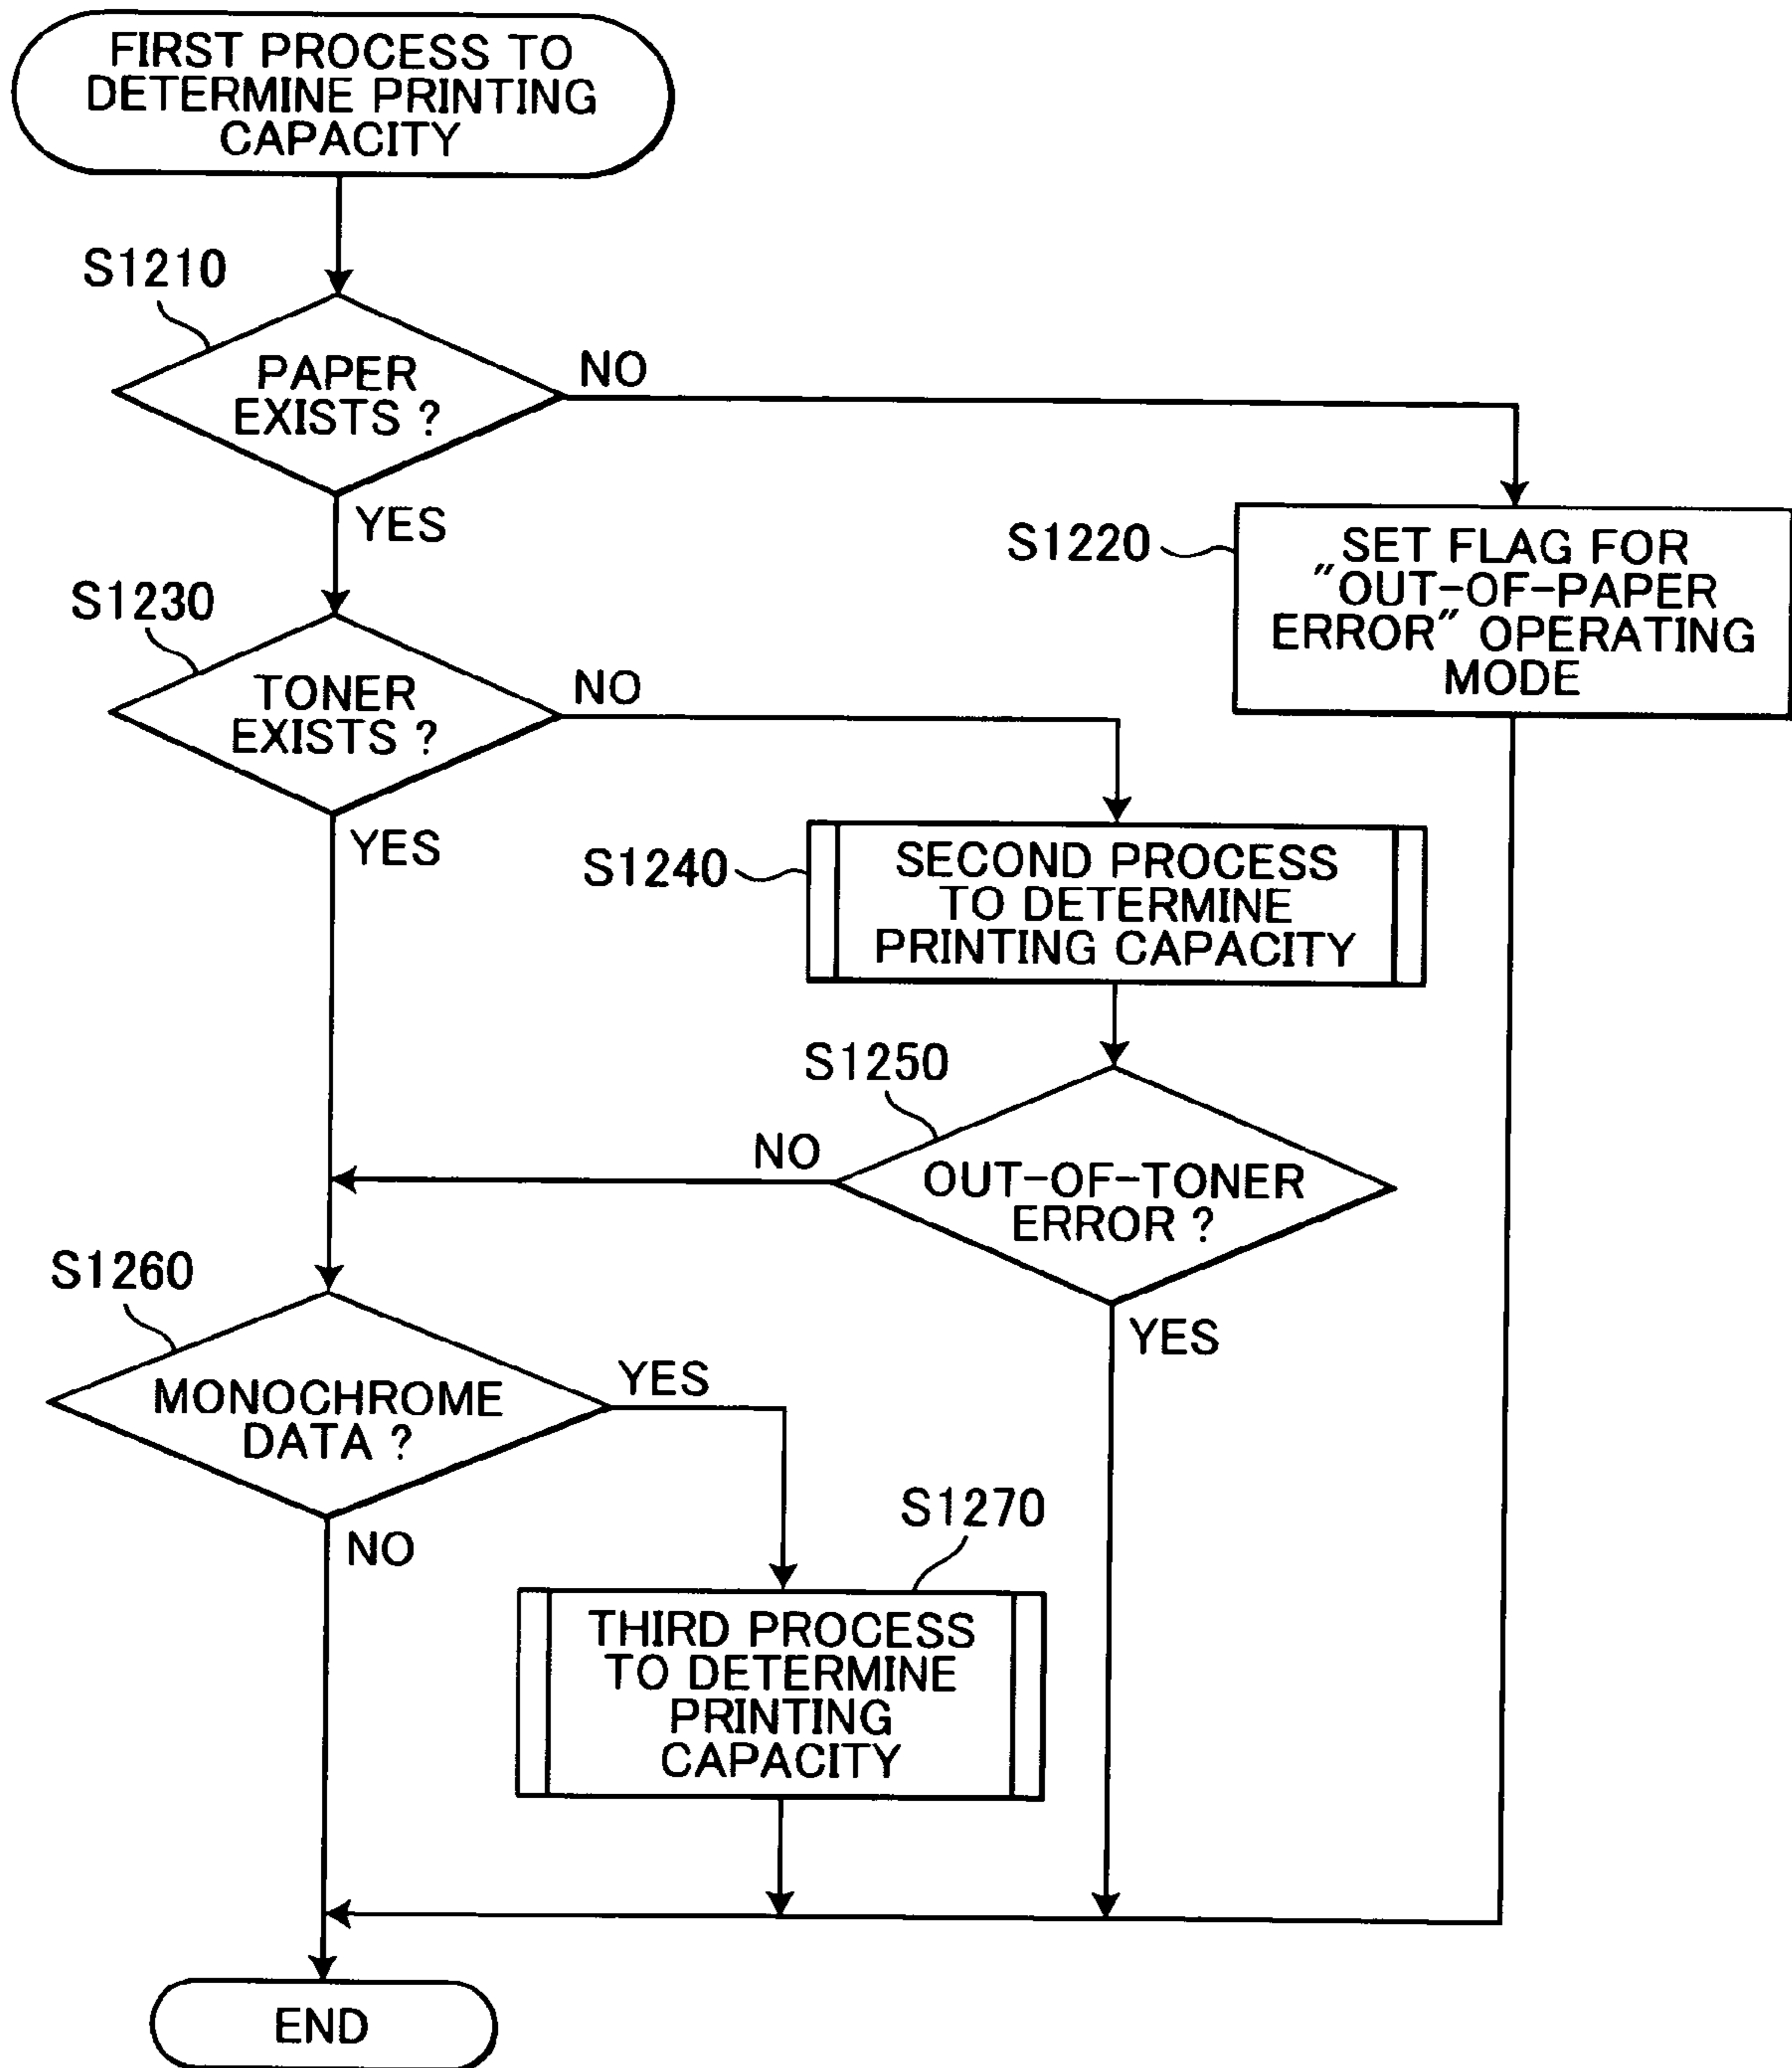 FIRST PROCESS TO
DETERMINE PRINTING
CAPACITY
S1210
PAPER
EXISTS ?
NO
YES
S1220
SET FLAG FOR
"OUT-OF-PAPER
ERROR" OPERATING
MODE
S1230
TONER
EXISTS ?
NO
YES
S1240
SECOND PROCESS
TO DETERMINE
PRINTING CAPACITY
S1250
OUT-OF-TONER
ERROR ?
NO
YES
S1260
MONOCHROME
DATA ?
YES
NO
S1270
THIRD PROCESS
TO DETERMINE
PRINTING
CAPACITY
END